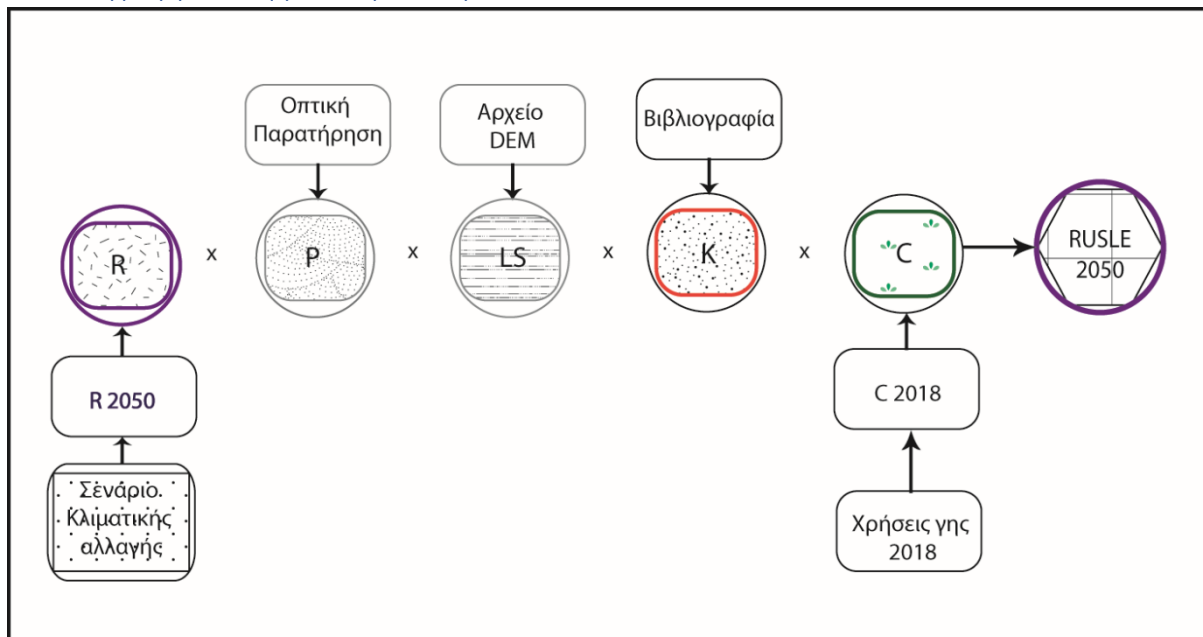 Οπτική
Παρατήρηση
Αρχείο
DEM
Βιβλιογραφία
R x P x LS x K x C
RUSLE
2050
R 2050
C 2018
Σενάριο
Κλιματικής
αλλαγής
Χρήσεις γης
2018